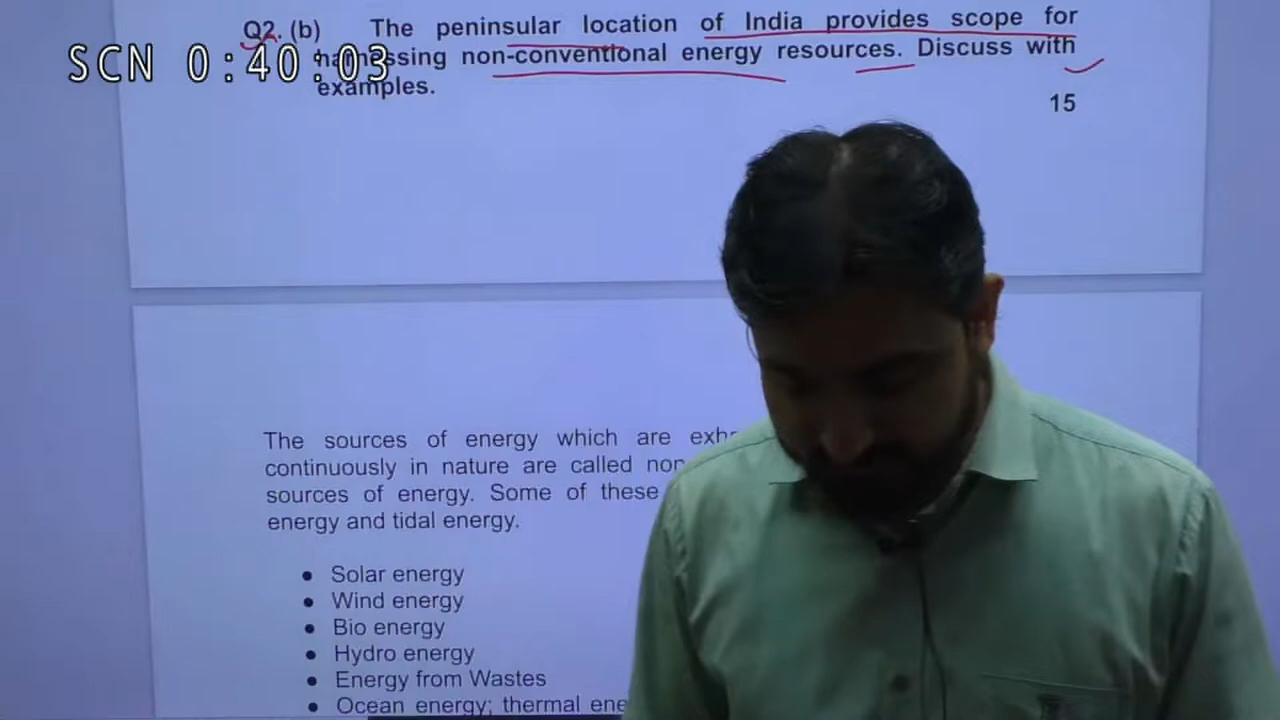 Q2. (b) The peninsular location of India provides scope for
SCN 0:40:03
harnessing non-conventional energy resources. Discuss with
examples.
15
The sources of energy which are
continuously in nature are called
sources of energy. Some of these
energy and tidal energy.
• Solar energy
• Wind energy
• Bio energy
• Hydro energy
• Energy from Wastes
• Ocean energy; thermal